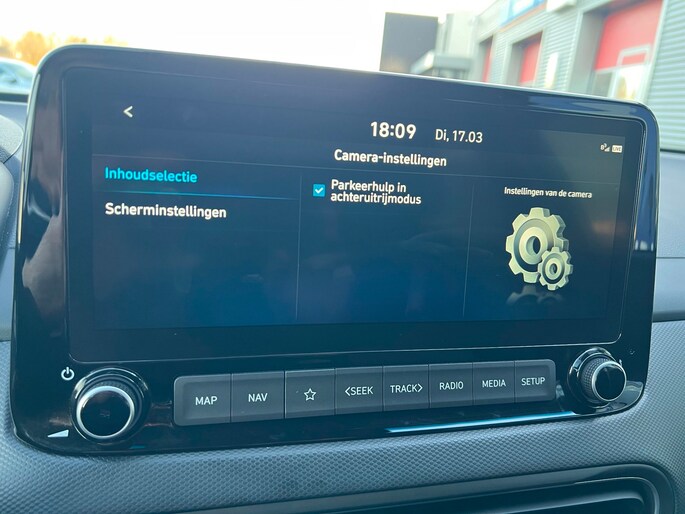 <
18:09 Di, 17.03
Camera-instellingen
Inhoudselectie
Scherminstellingen
Parkeerhulp in
achteruitrijmodus
Instellingen van de camera
MAP NAV <SEEK TRACK> RADIO MEDIA SETUP